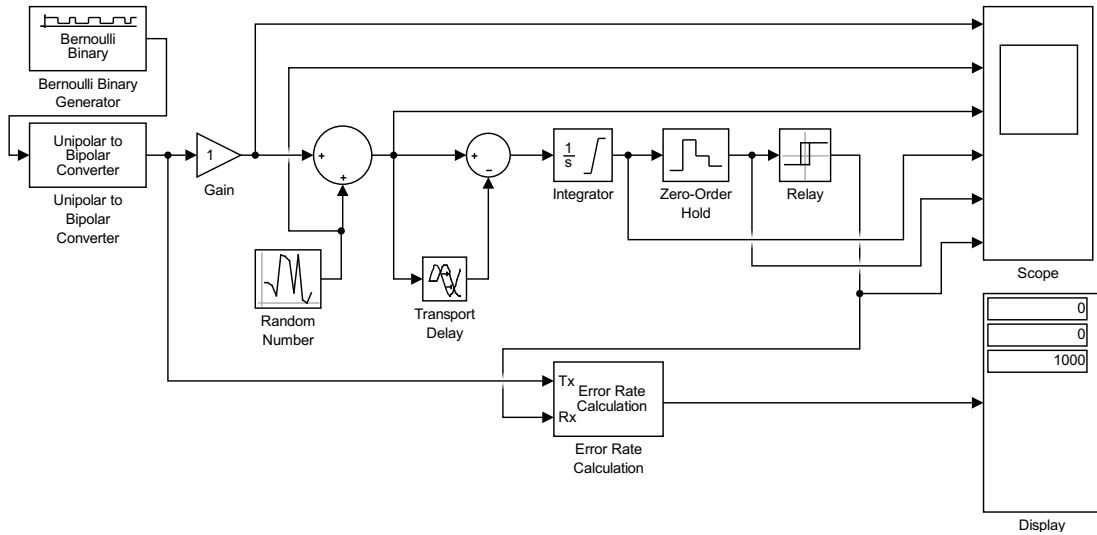 Bernoulli
Binary
Bernoulli Binary
Generator
Unipolar to
Bipolar
Converter
Unipolar to
Bipolar
Converter
1
Gain
+
+
Random
Number
+
−
Transport
Delay
1
s
Integrator
Zero-Order
Hold
Relay
Scope
Tx
Rx
Error Rate
Calculation
Error Rate
Calculation
0
0
1000
Display